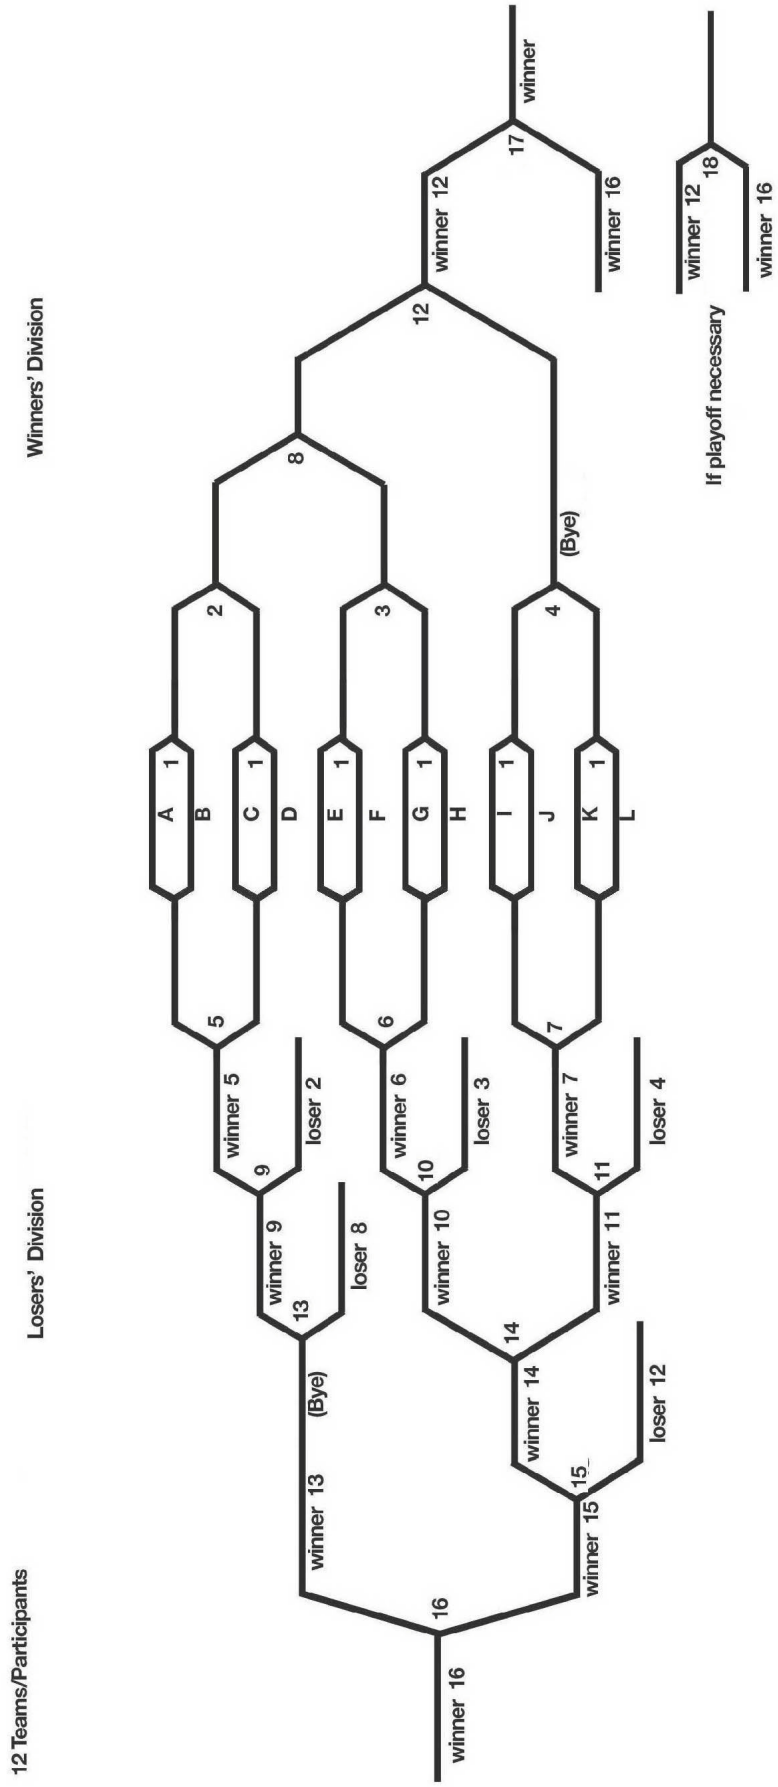 12 Teams/Participants
Losers' Division
Winners' Division
A
1
B
C
1
D
E
1
F
G
1
H
I
1
J
K
1
L
2
3
4
(Bye)
8
12
winner 12
winner 16
17
winner
If playoff necessary
winner 12
winner 16
18
5
6
7
winner 5
loser 2
winner 6
loser 3
winner 7
loser 4
9
10
11
winner 9
loser 8
winner 10
winner 11
13
14
(Bye)
winner 13
winner 14
loser 12
15
winner 15
16
winner 16